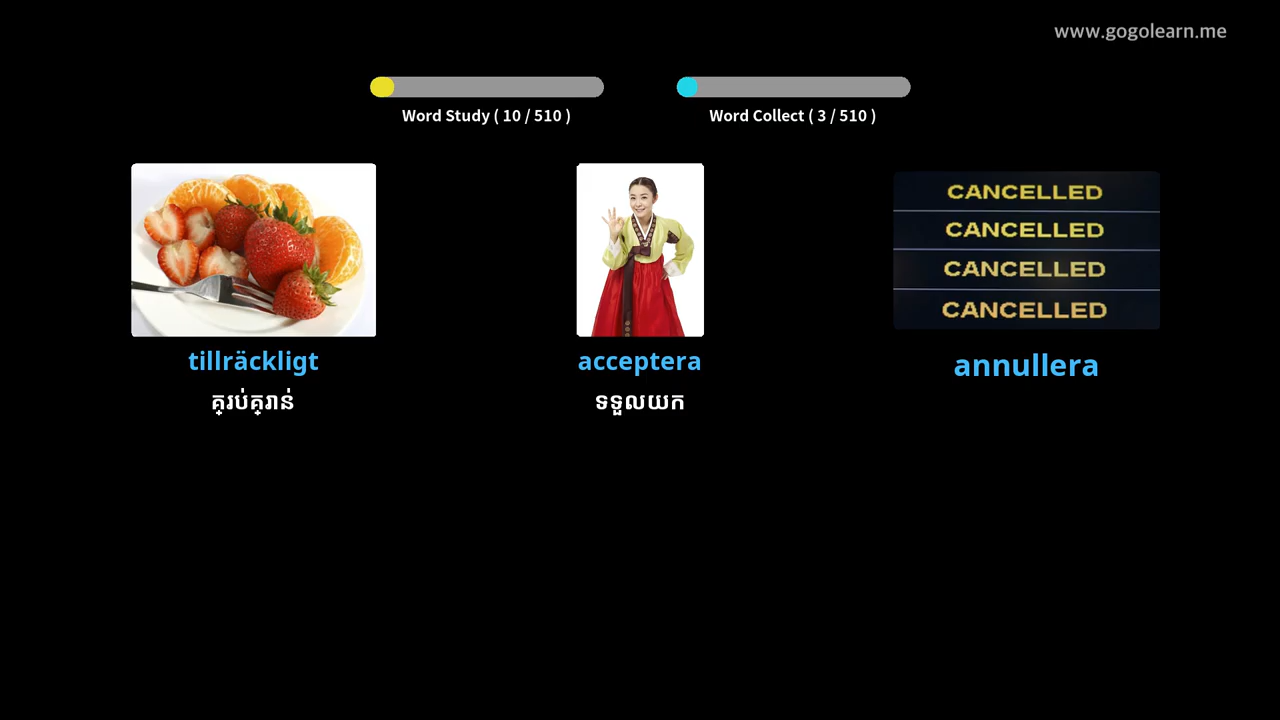 www.gogolearn.me
Word Study ( 10 / 510 )
Word Collect ( 3 / 510 )
CANCELLED
CANCELLED
CANCELLED
CANCELLED
tillräckligt
acceptera
annullera
គ្រប់គ្រាន់
ទទួលយក